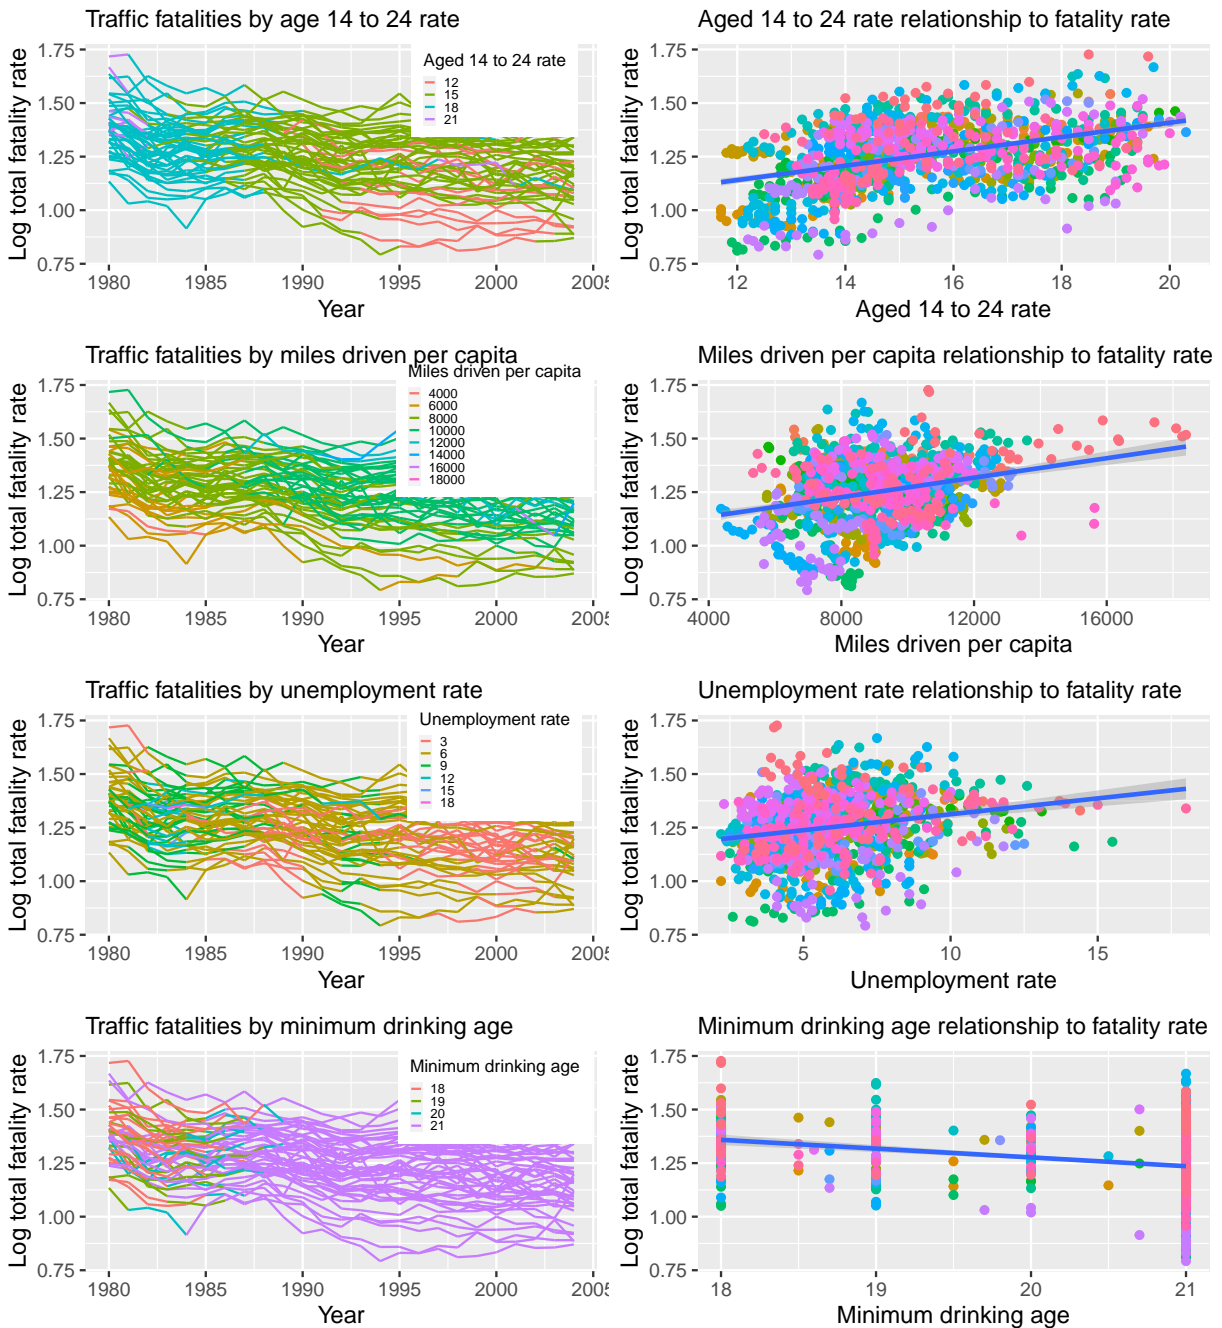 Traffic fatalities by age 14 to 24 rate
Log total fatality rate
1.75
1.50
1.25
1.00
0.75
Aged 14 to 24 rate
12
15
18
21
1980 1985 1990 1995 2000 2005
Year
Aged 14 to 24 rate relationship to fatality rate
Log total fatality rate
1.75
1.50
1.25
1.00
0.75
12 14 16 18 20
Aged 14 to 24 rate
Traffic fatalities by miles driven per capita
Log total fatality rate
1.75
1.50
1.25
1.00
0.75
Miles driven per capita
4000
6000
8000
10000
12000
14000
16000
18000
1980 1985 1990 1995 2000 2005
Year
Miles driven per capita relationship to fatality rate
Log total fatality rate
1.75
1.50
1.25
1.00
0.75
4000 8000 12000 16000
Miles driven per capita
Traffic fatalities by unemployment rate
Log total fatality rate
1.75
1.50
1.25
1.00
0.75
Unemployment rate
3
6
9
12
15
18
1980 1985 1990 1995 2000 2005
Year
Unemployment rate relationship to fatality rate
Log total fatality rate
1.75
1.50
1.25
1.00
0.75
5 10 15
Unemployment rate
Traffic fatalities by minimum drinking age
Log total fatality rate
1.75
1.50
1.25
1.00
0.75
Minimum drinking age
18
19
20
21
1980 1985 1990 1995 2000 2005
Year
Minimum drinking age relationship to fatality rate
Log total fatality rate
1.75
1.50
1.25
1.00
0.75
18 19 20 21
Minimum drinking age